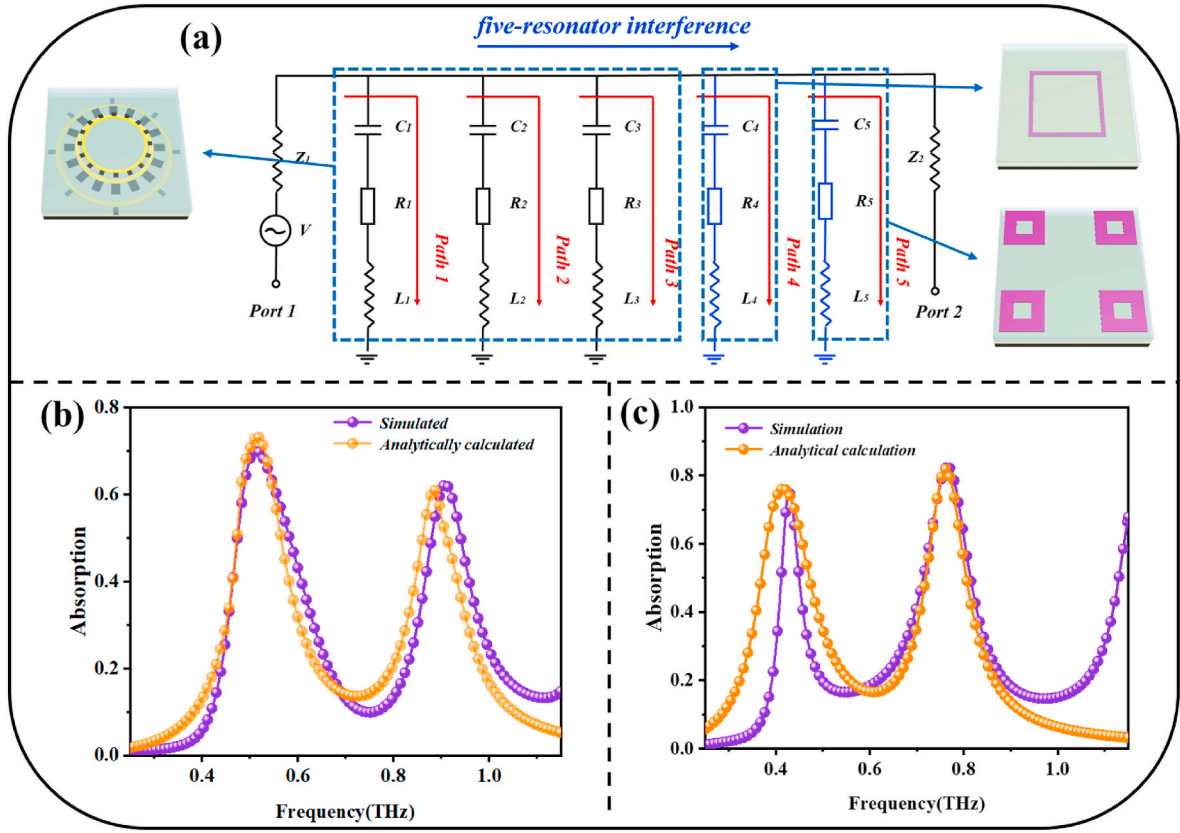 (a)
five-resonator interference
C1 C2 C3 C4 C5
Z1 Z2
R1 R2 R3 R4 R5
V
Path 1 Path 2 Path 3 Path 4 Path 5
L1 L2 L3 L4 L5
Port 1 Port 2
(b)
0.8
Simulated
Analytically calculated
0.6
Absorption
0.4
0.2
0.0
0.4 0.6 0.8 1.0
Frequency(THz)
(c)
1.0
Simulation
Analytical calculation
0.8
0.6
Absorption
0.4
0.2
0.0
0.4 0.6 0.8 1.0
Frequency(THz)